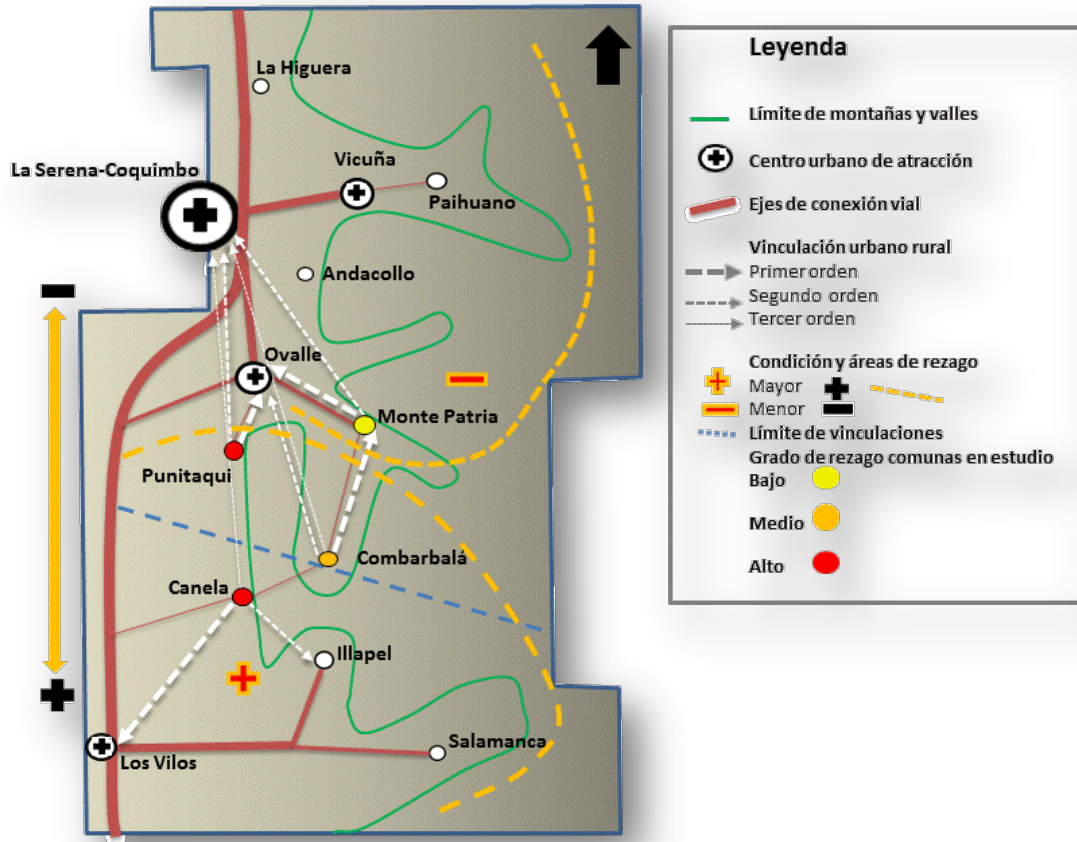 La Higuera
La Serena-Coquimbo
Vicuña
Paihuano
Andacollo
Ovalle
Monte Patria
Punitaqui
Combarbalá
Canela
Illapel
Los Vilos
Salamanca
Leyenda
Límite de montañas y valles
Centro urbano de atracción
Ejes de conexión vial
Vinculación urbano rural
Primer orden
Segundo orden
Tercer orden
Condición y áreas de rezago
Mayor
Menor
Límite de vinculaciones
Grado de rezago comunas en estudio
Bajo
Medio
Alto